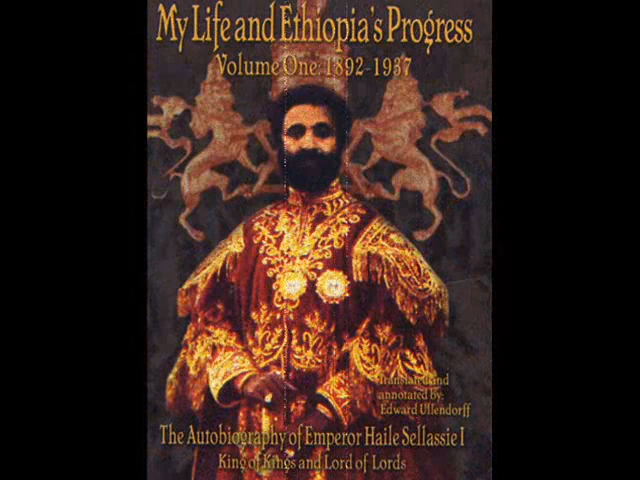 My Life and Ethiopia's Progress
Volume One: 1892-1937
Translated and
annotated by:
Edward Ullendorff
The Autobiography of Emperor Haile Sellassie I
King of Kings and Lord of Lords